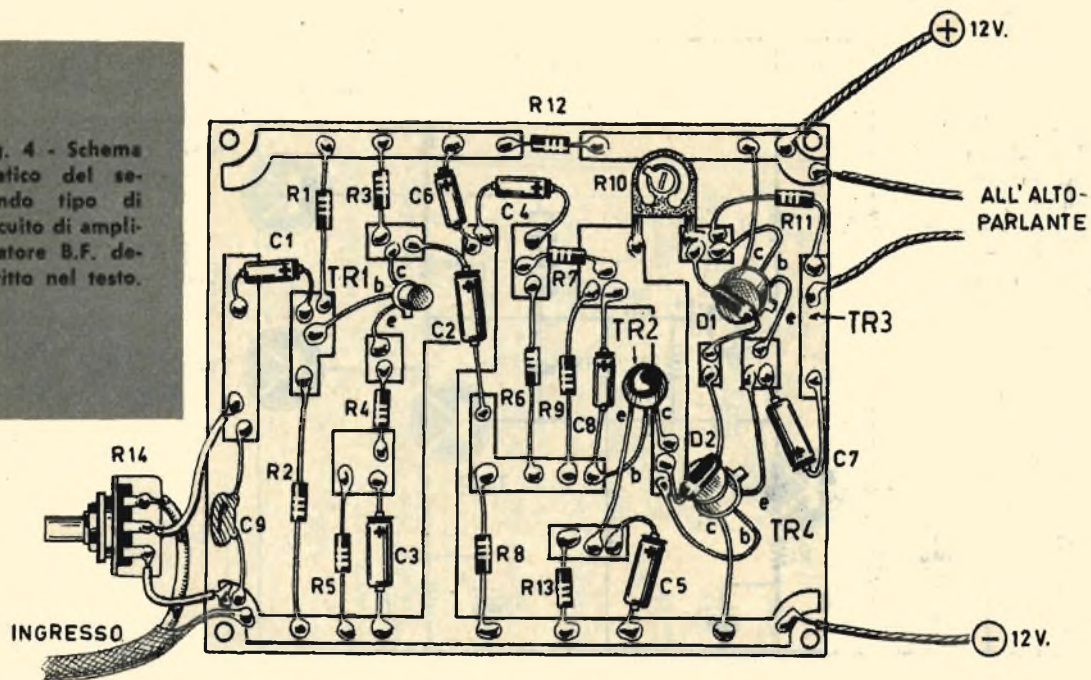 g. 4 - Schema
atico del se-
ndo tipo di
cuito di ampli-
atore B.F. de-
itto nel testo.
12 V.
R12
R1
R3
C6
C4
R10
R11
ALL'ALTO-
PARLANTE
C1
TR1
c
b
e
C2
R7
TR2
c
b
e
D1
TR3
R4
R6
R9
C8
e
c
b
D2
C7
R14
R2
C9
R5
C3
R8
R13
C5
c
b
e
TR4
INGRESSO
12 V.